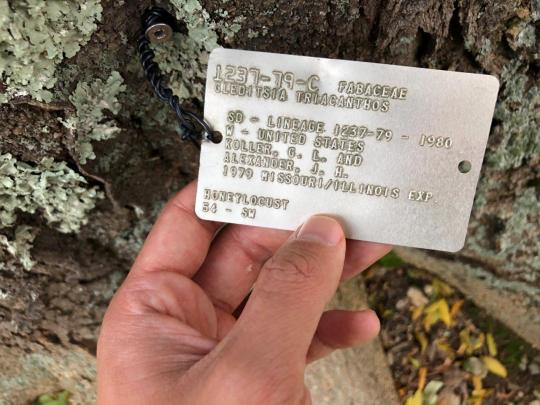 1237-79-C FABACEAE
GLEDITSIA TRIACANTHOS
SD - LINEAGE 1237-79 - 1980
W - UNITED STATES
KOLLER, G. L. AND
ALEXANDER, J. H.
1979 MISSOURI/ILLINOIS EXP.
HONEYLOCUST
54 - SW